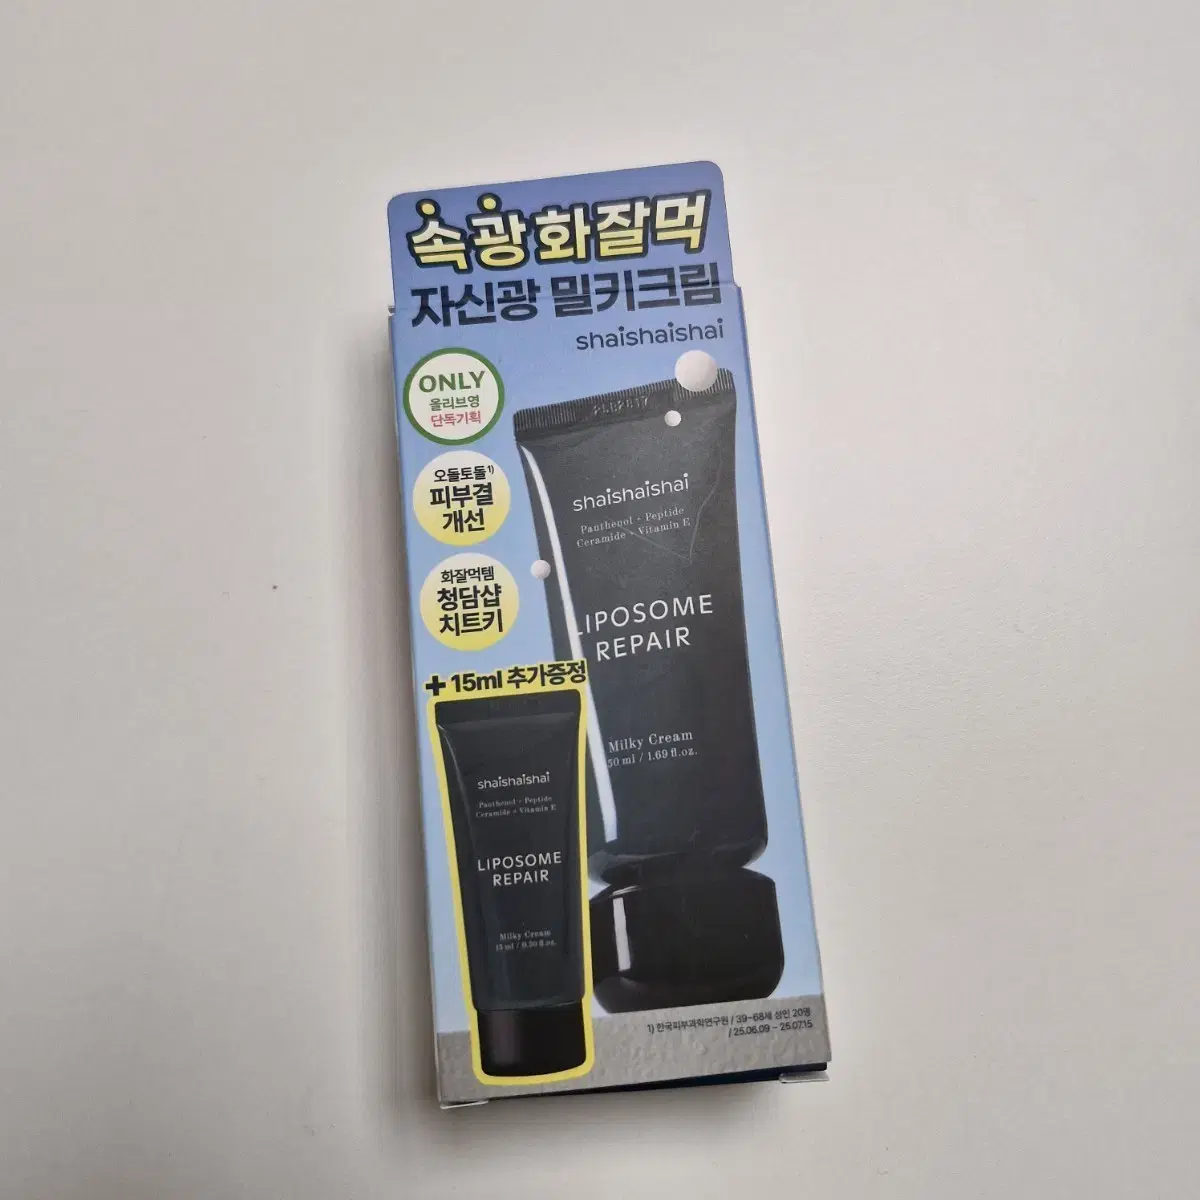 속광 화잘먹
자신광 밀키크림
shaishaishai
ONLY
올리브영
단독기획
오돌토돌1)
피부결
개선
화잘먹템
청담샵
치트키
+ 15ml 추가증정
shaishaishai
Panthenol · Peptide
Ceramide · Vitamin E
LIPOSOME
REPAIR
Milky Cream
50 ml / 1.69 fl.oz.
shaishaishai
Panthenol · Peptide
Ceramide · Vitamin E
LIPOSOME
REPAIR
Milky Cream
15 ml / 0.50 fl.oz.
1) 한국피부과학연구원 / 39-68세 성인 20명
/ 25.06.09 - 25.07.15